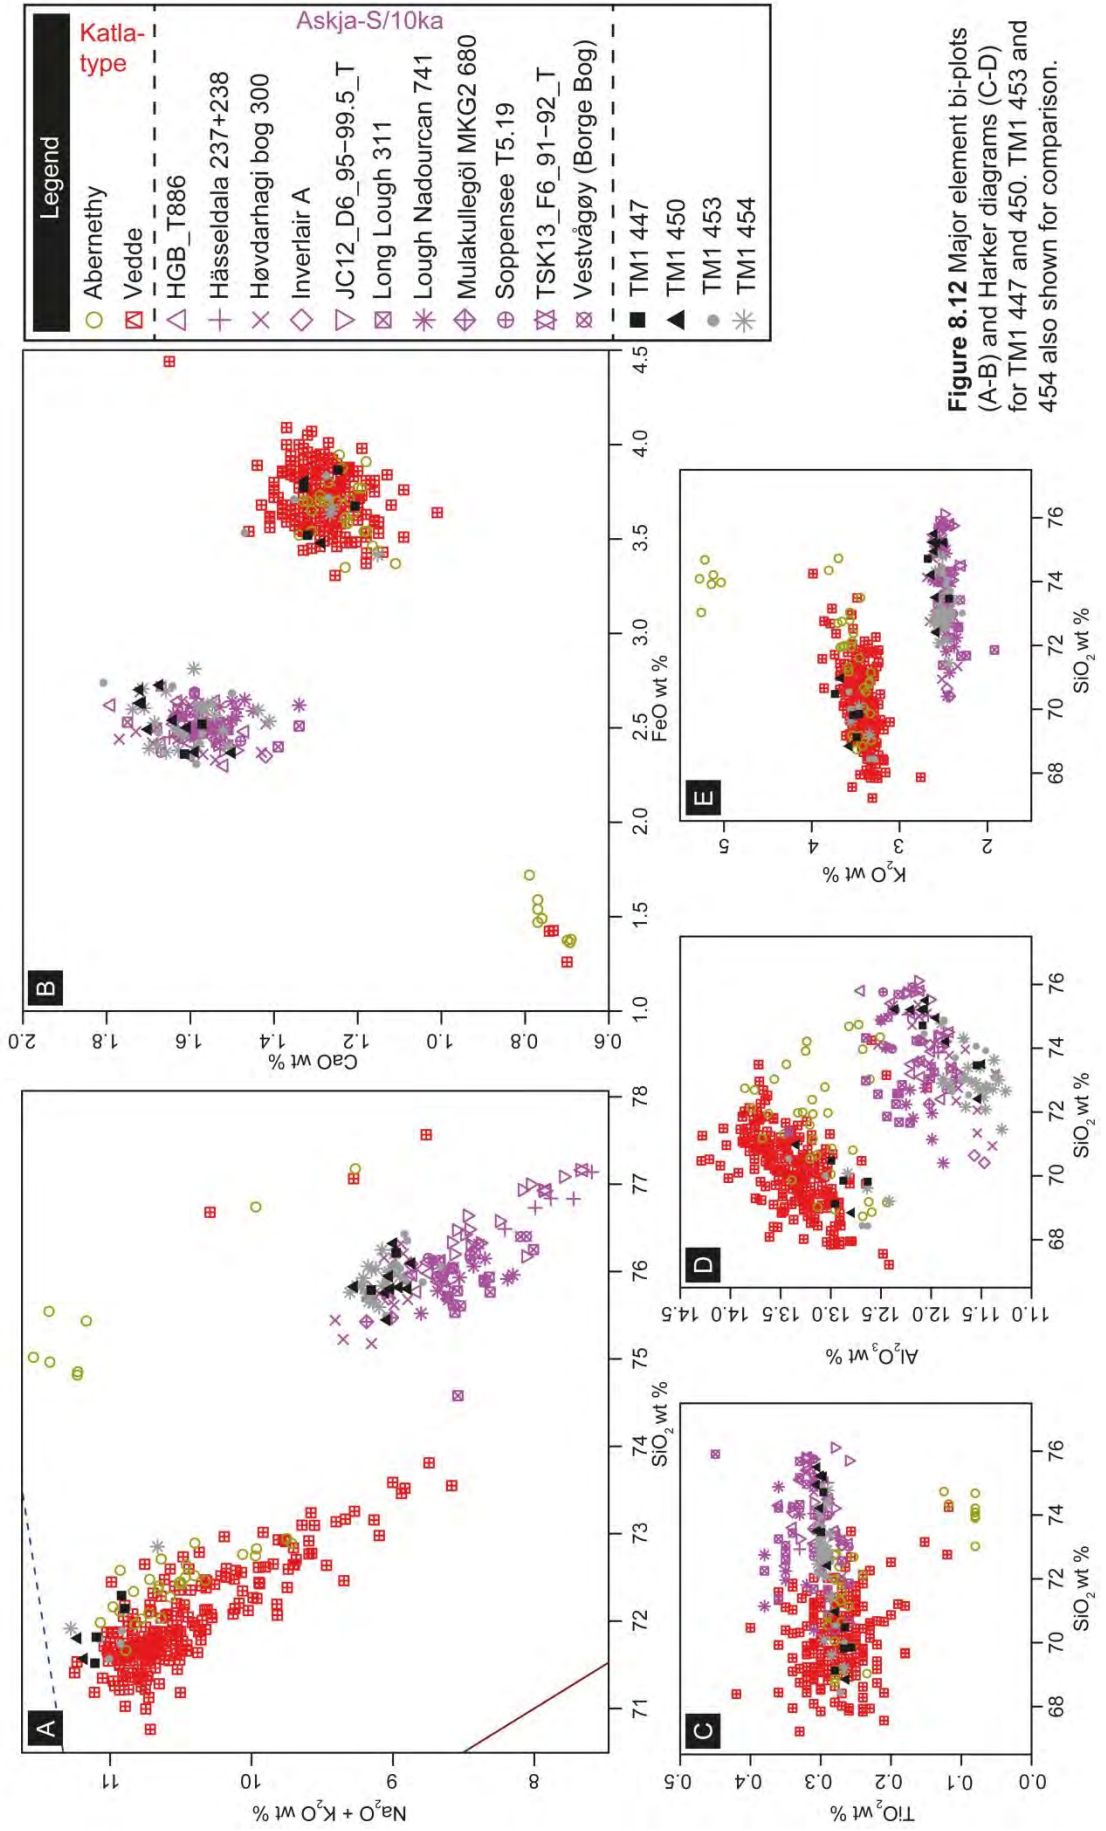 A
11
10
9
8
Na₂O + K₂O wt %
71
72
73
74
75
76
77
78
SiO₂ wt %
B
2.0
1.8
1.6
1.4
1.2
1.0
0.8
0.6
CaO wt %
1.0
1.5
2.0
2.5
3.0
3.5
4.0
4.5
FeO wt %
Legend
Abernethy
Vedde
Katla-
type
HGB_T886
Hässeldala 237+238
Høvdarhagi bog 300
Inverlair A
JC12_D6_95−99.5_T
Long Lough 311
Lough Nadourcan 741
Mulakullegöl MKG2 680
Soppensee T5.19
TSK13_F6_91−92_T
Vestvågøy (Borge Bog)
Askja-S/10ka
TM1 447
TM1 450
TM1 453
TM1 454
C
0.5
0.4
0.3
0.2
0.1
0.0
TiO₂ wt %
68
70
72
74
76
SiO₂ wt %
D
14.5
14.0
13.5
13.0
12.5
12.0
11.5
11.0
Al₂O₃ wt %
68
70
72
74
76
SiO₂ wt %
E
5
4
3
2
K₂O wt %
68
70
72
74
76
SiO₂ wt %
Figure 8.12 Major element bi-plots
(A-B) and Harker diagrams (C-D)
for TM1 447 and 450. TM1 453 and
454 also shown for comparison.